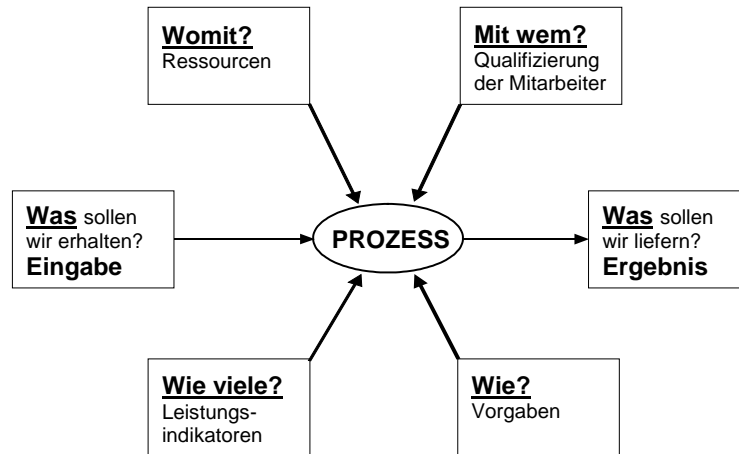 Womit?
Ressourcen
Mit wem?
Qualifizierung
der Mitarbeiter
Was sollen
wir erhalten?
Eingabe
PROZESS
Was sollen
wir liefern?
Ergebnis
Wie viele?
Leistungs-
indikatoren
Wie?
Vorgaben